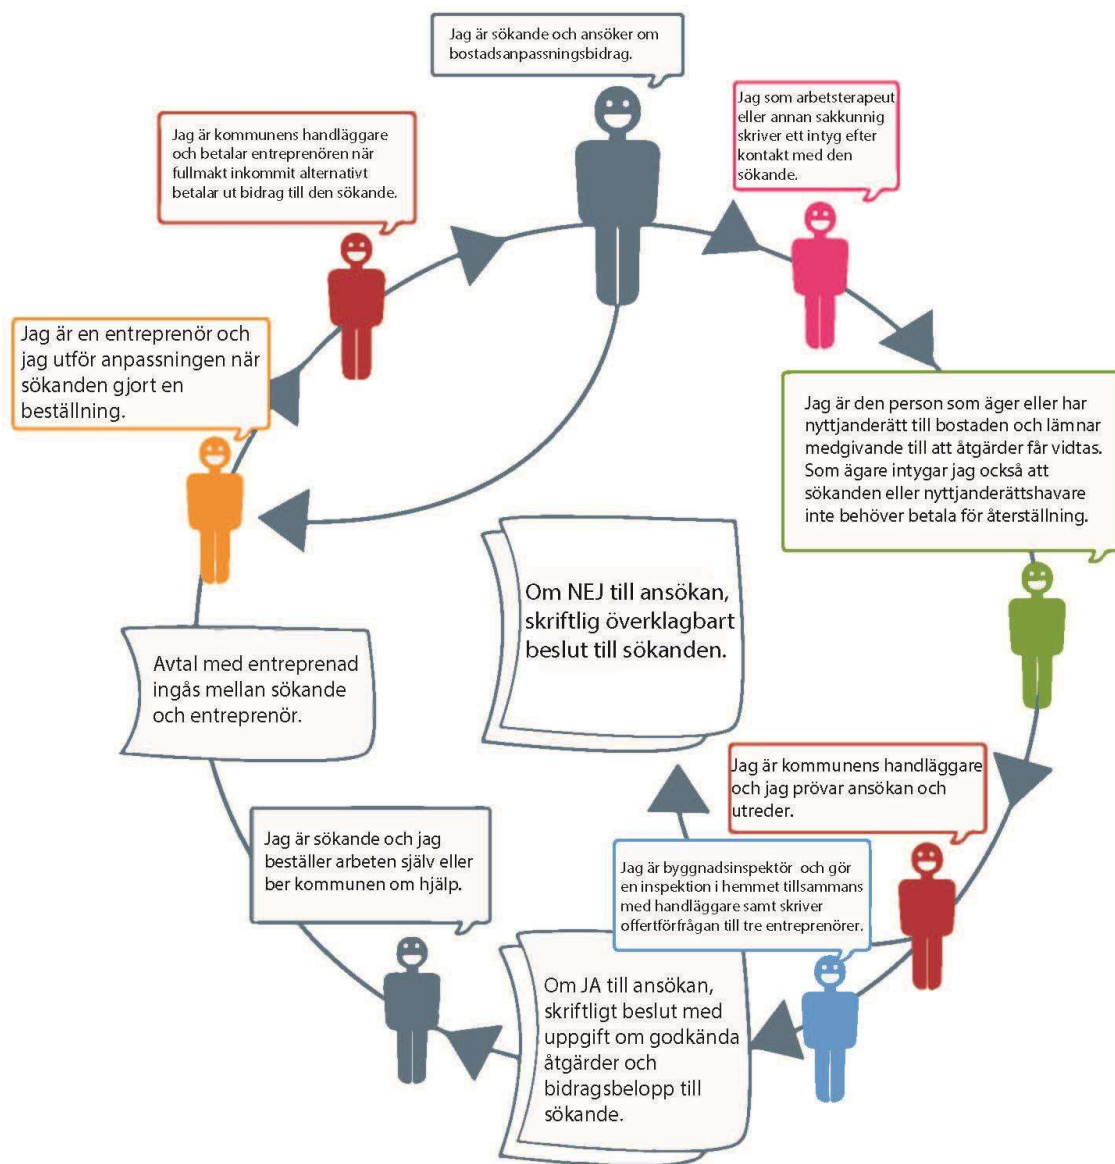 Jag är sökande och ansöker om
bostadsanpassningsbidrag.
Jag som arbetsterapeut
eller annan sakkunnig
skriver ett intyg efter
kontakt med den
sökande.
Jag är den person som äger eller har
nyttjanderätt till bostaden och lämnar
medgivande till att åtgärder får vidtas.
Som ägare intygar jag också att
sökanden eller nyttjanderättshavare
inte behöver betala för återställning.
Jag är kommunens handläggare
och jag prövar ansökan och
utreder.
Jag är byggnadsinspektör och gör
en inspektion i hemmet tillsammans
med handläggare samt skriver
offertförfrågan till tre entreprenörer.
Om NEJ till ansökan,
skriftlig överklagbart
beslut till sökanden.
Om JA till ansökan,
skriftligt beslut med
uppgift om godkända
åtgärder och
bidragsbelopp till
sökande.
Jag är sökande och jag
beställer arbeten själv eller
ber kommunen om hjälp.
Avtal med entreprenad
ingås mellan sökande
och entreprenör.
Jag är en entreprenör och
jag utför anpassningen när
sökanden gjort en
beställning.
Jag är kommunens handläggare
och betalar entreprenören när
fullmakt inkommit alternativt
betalar ut bidrag till den sökande.